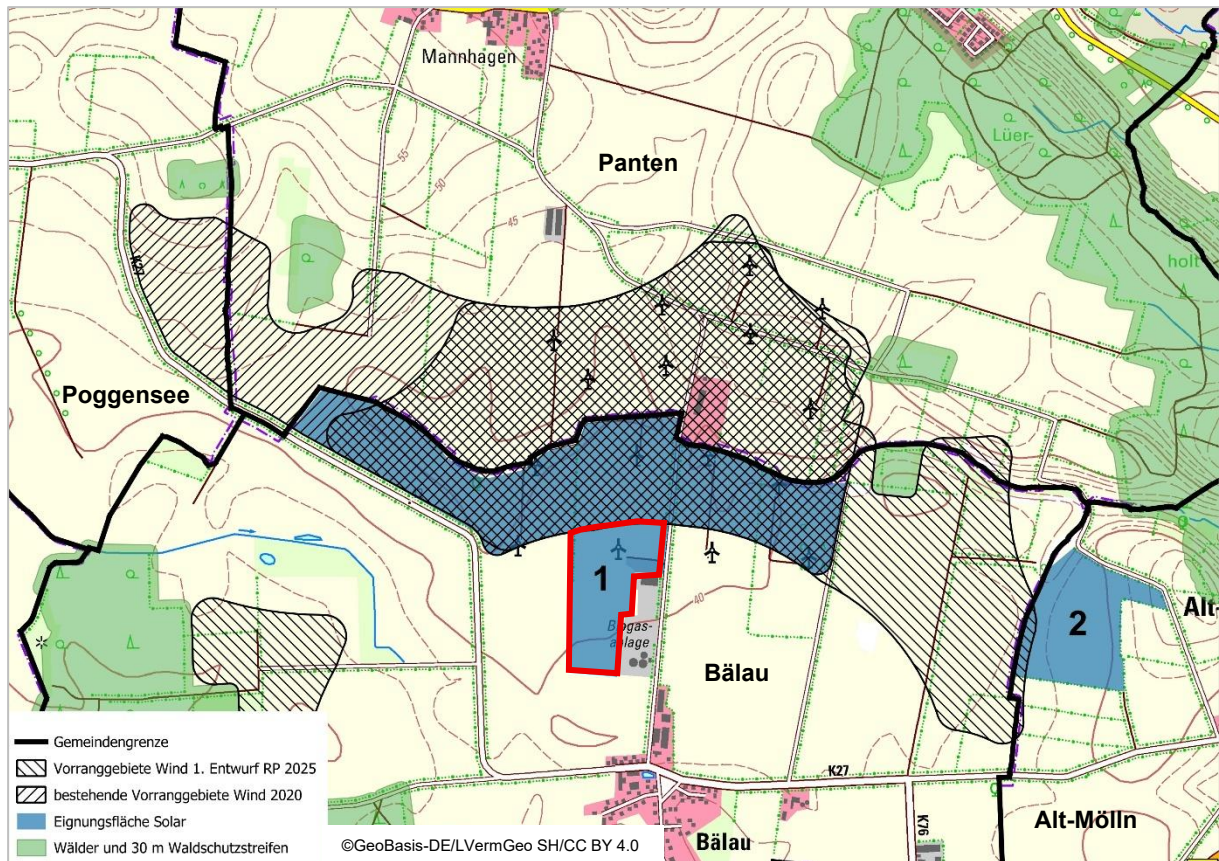 Mannhagen
Panten
Lüer-
holt
55
50
45
K27
Poggensee
1
40
Biogas-
anlage
Bälau
2
Alt-
K27
K76
Bälau
Alt-Mölln
Gemeindengrenze
Vorranggebiete Wind 1. Entwurf RP 2025
bestehende Vorranggebiete Wind 2020
Eignungsfläche Solar
Wälder und 30 m Waldschutzstreifen
©GeoBasis-DE/LVermGeo SH/CC BY 4.0